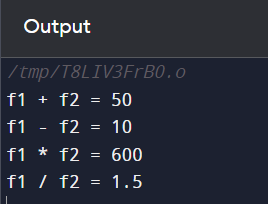 Output
/tmp/T8LIV3FrBO.o
f1 + f2 = 50
f1 - f2 = 10
f1 * f2 = 600
f1 / f2 = 1.5